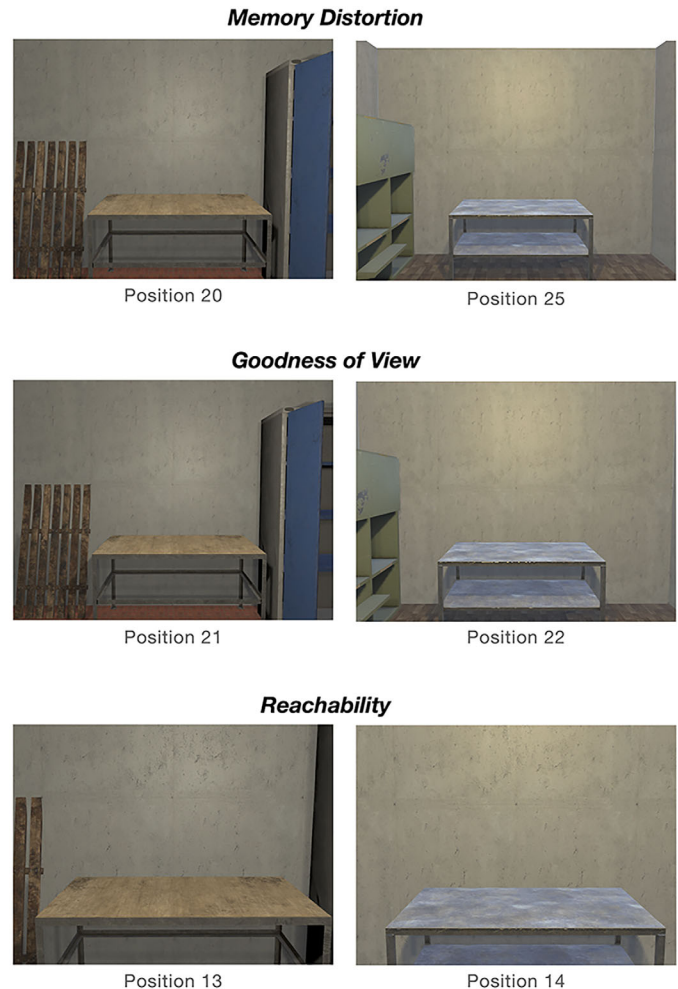 Memory Distortion
Position 20
Position 25
Goodness of View
Position 21
Position 22
Reachability
Position 13
Position 14